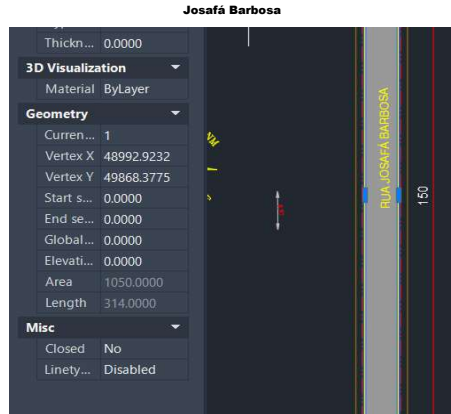 Josafá Barbosa
Thickn... 0.0000
3D Visualization
Material ByLayer
Geometry
Curren... 1
Vertex X 48992.9232
Vertex Y 49868.3775
Start s... 0.0000
End se... 0.0000
Global... 0.0000
Elevati... 0.0000
Area 1050.0000
Length 314.0000
Misc
Closed No
Linety... Disabled
NM
RUA JOSAFÁ BARBOSA
150